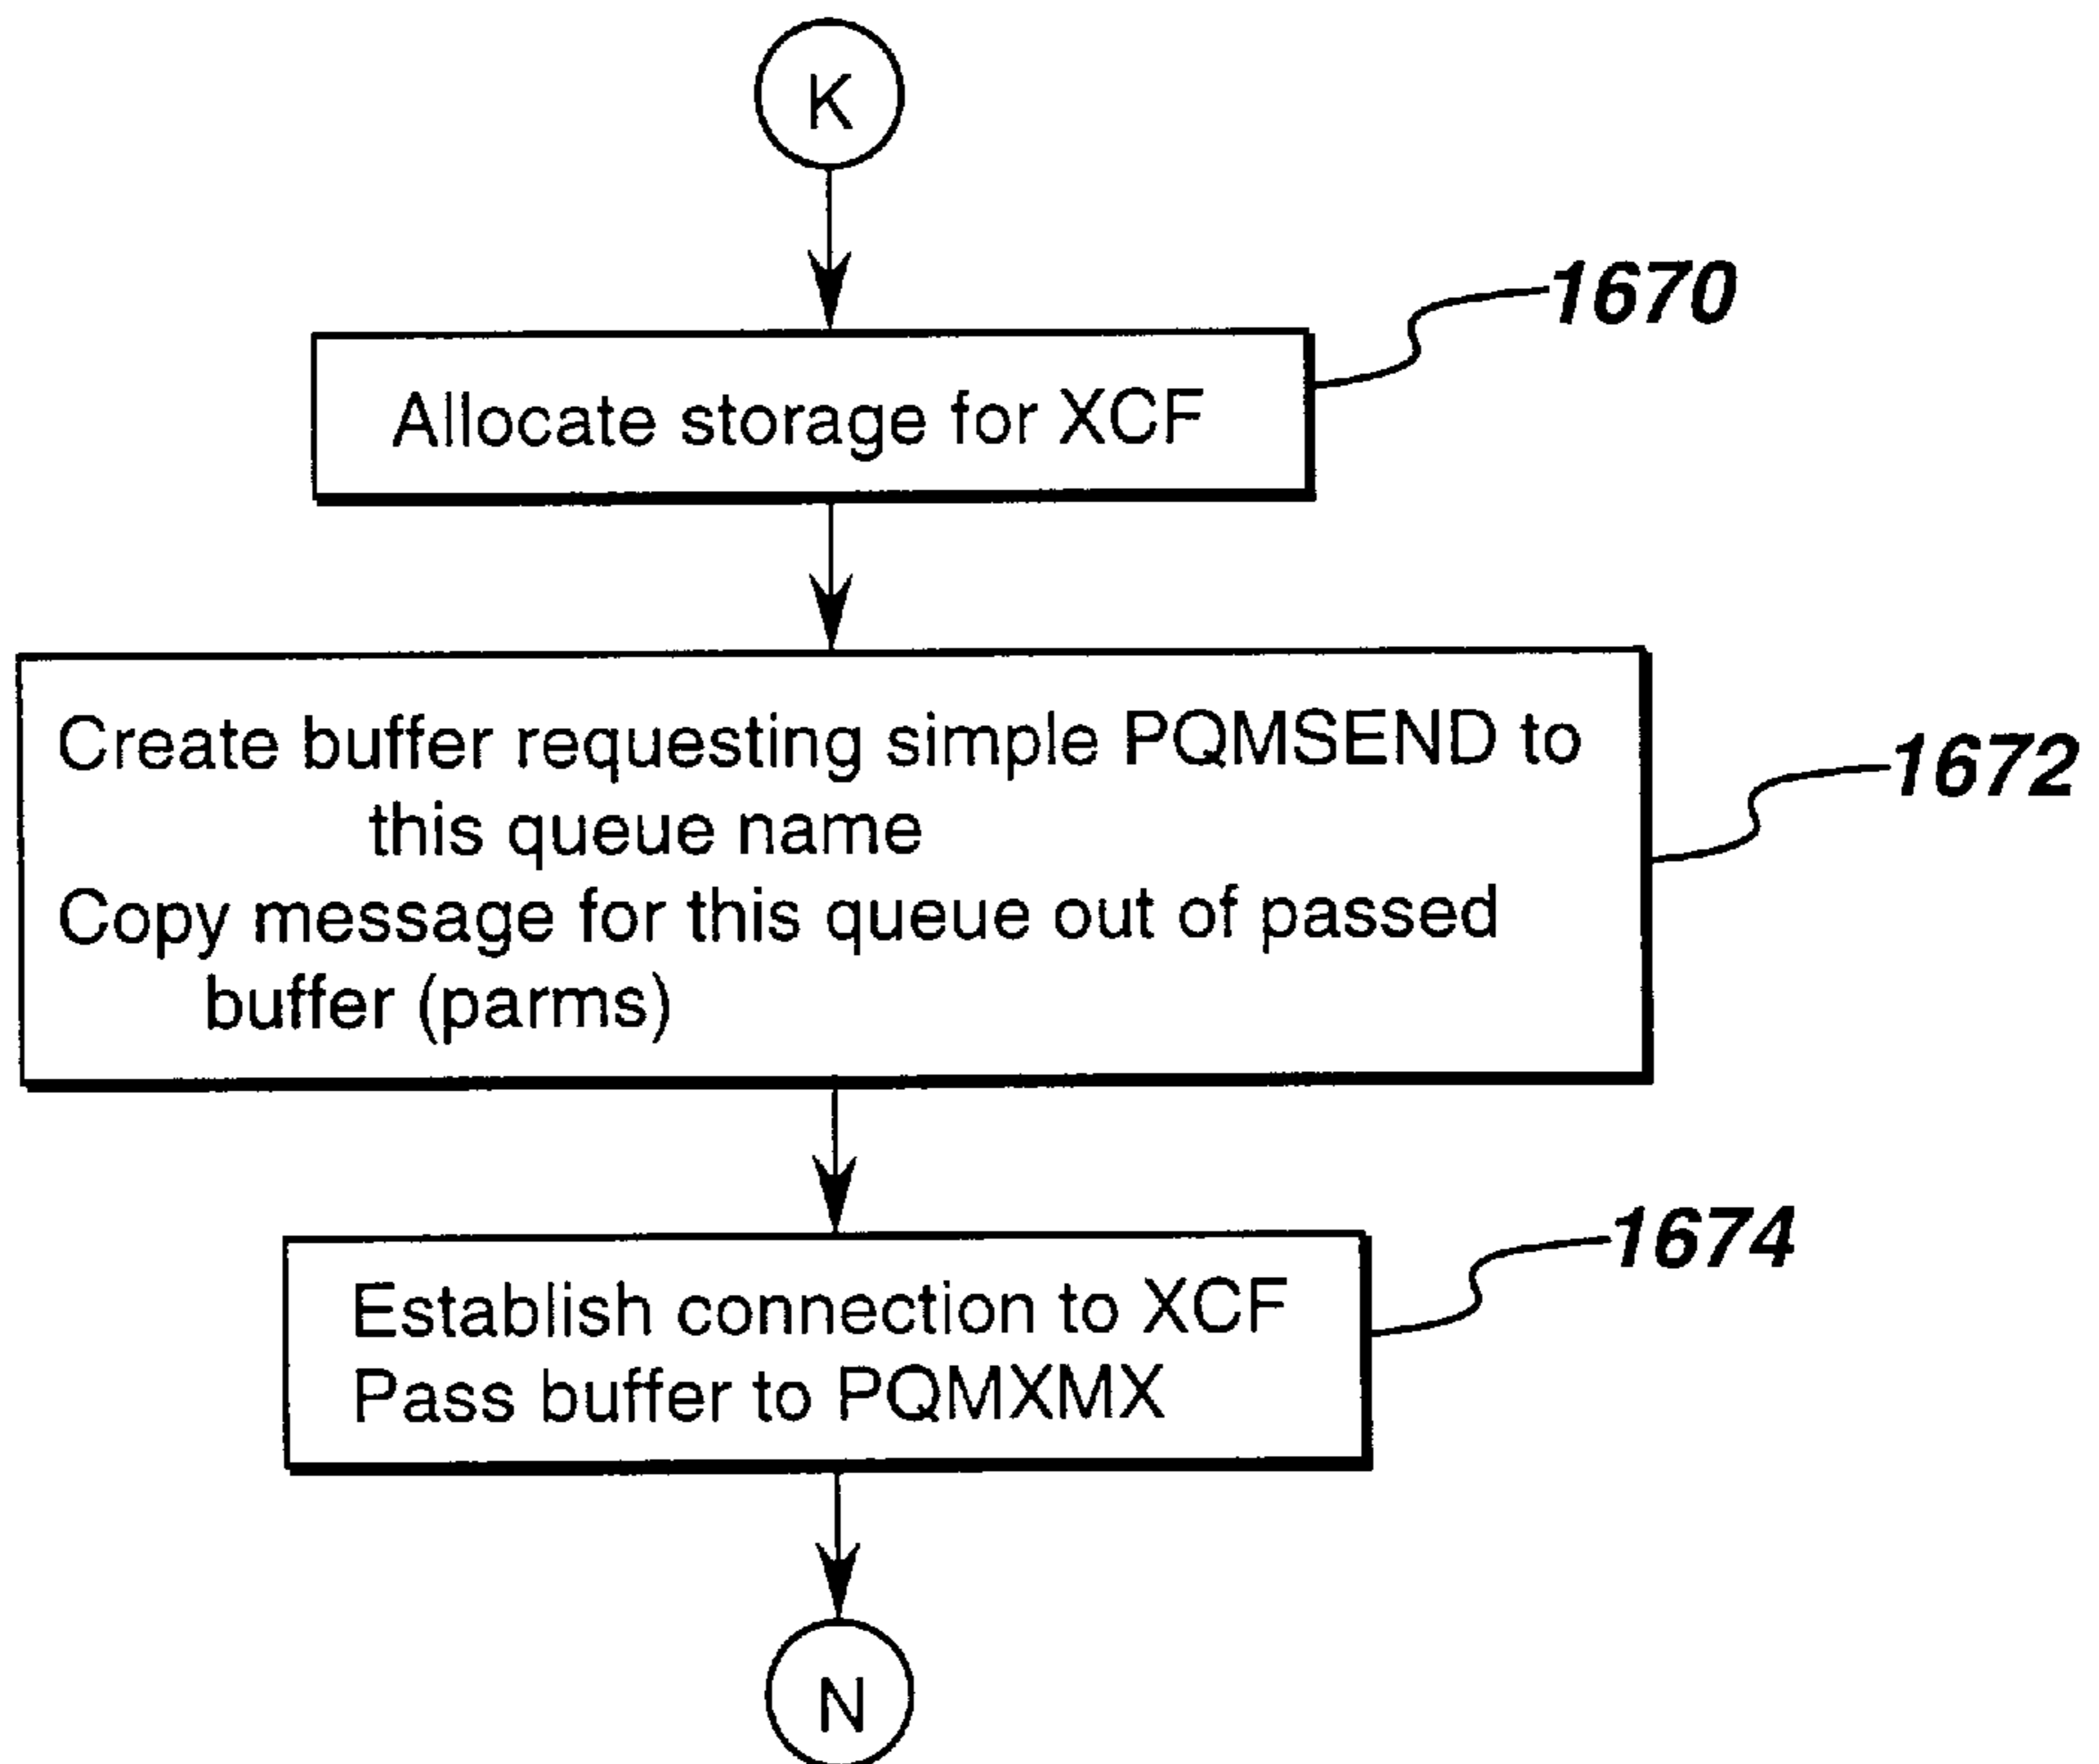 K
1670
Allocate storage for XCF
Create buffer requesting simple PQMSEND to
this queue name
Copy message for this queue out of passed
buffer (parms)
1672
1674
Establish connection to XCF
Pass buffer to PQMXMX
N